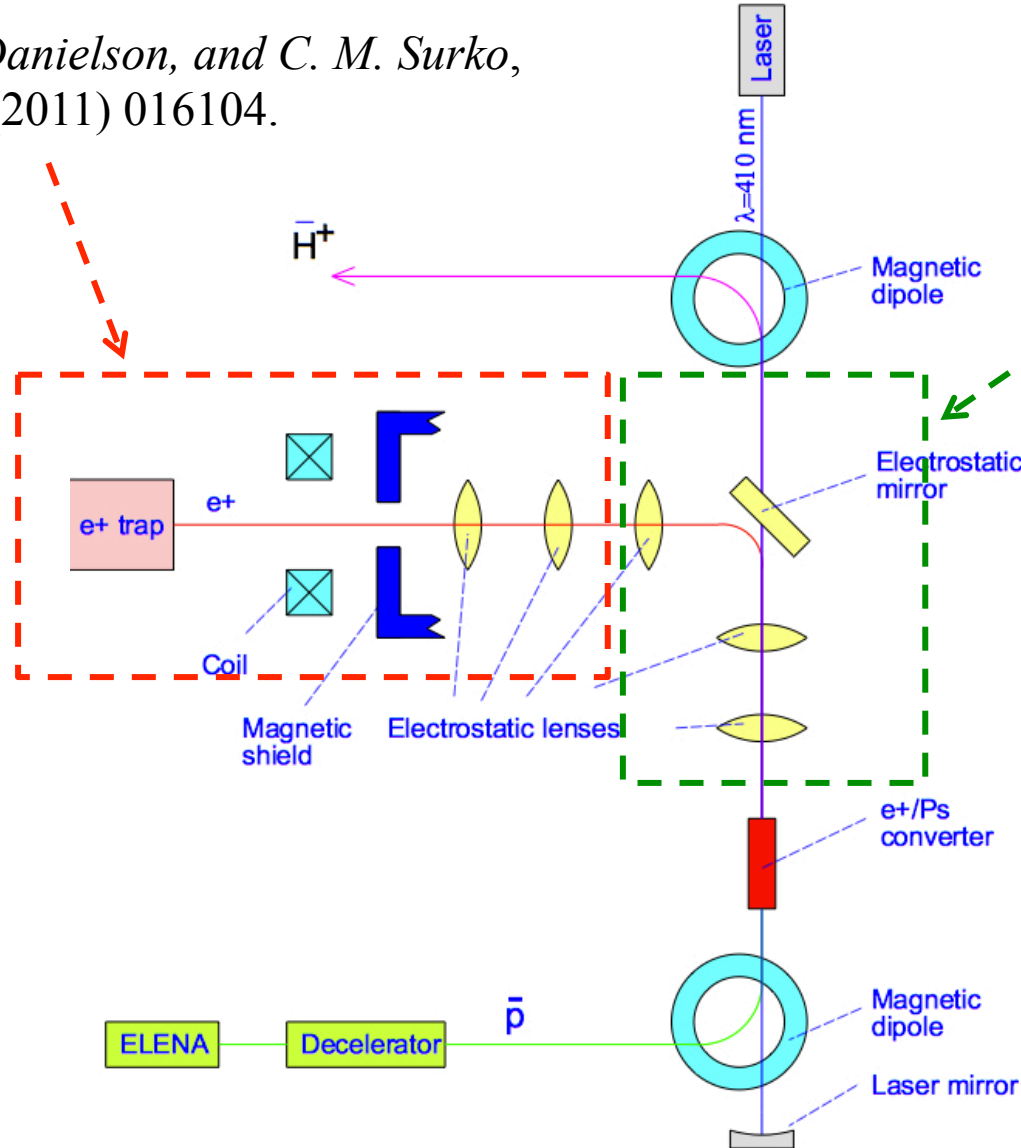 Danielson, and C. M. Surko,
2011) 016104.
Laser
λ=410 nm
H̄⁺
Magnetic
dipole
Electrostatic
mirror
e+ trap
e+
Coil
Magnetic
shield
Electrostatic lenses
e+/Ps
converter
p̄
ELENA
Decelerator
Magnetic
dipole
Laser mirror